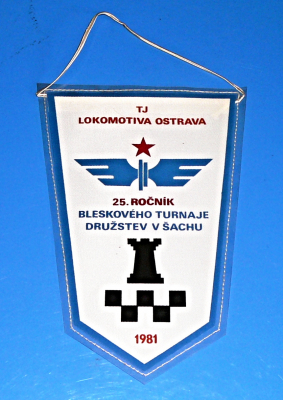 TJ
LOKOMOTIVA OSTRAVA
25. ROČNÍK
BLESKOVÉHO TURNAJE
DRUŽSTEV V ŠACHU
1981